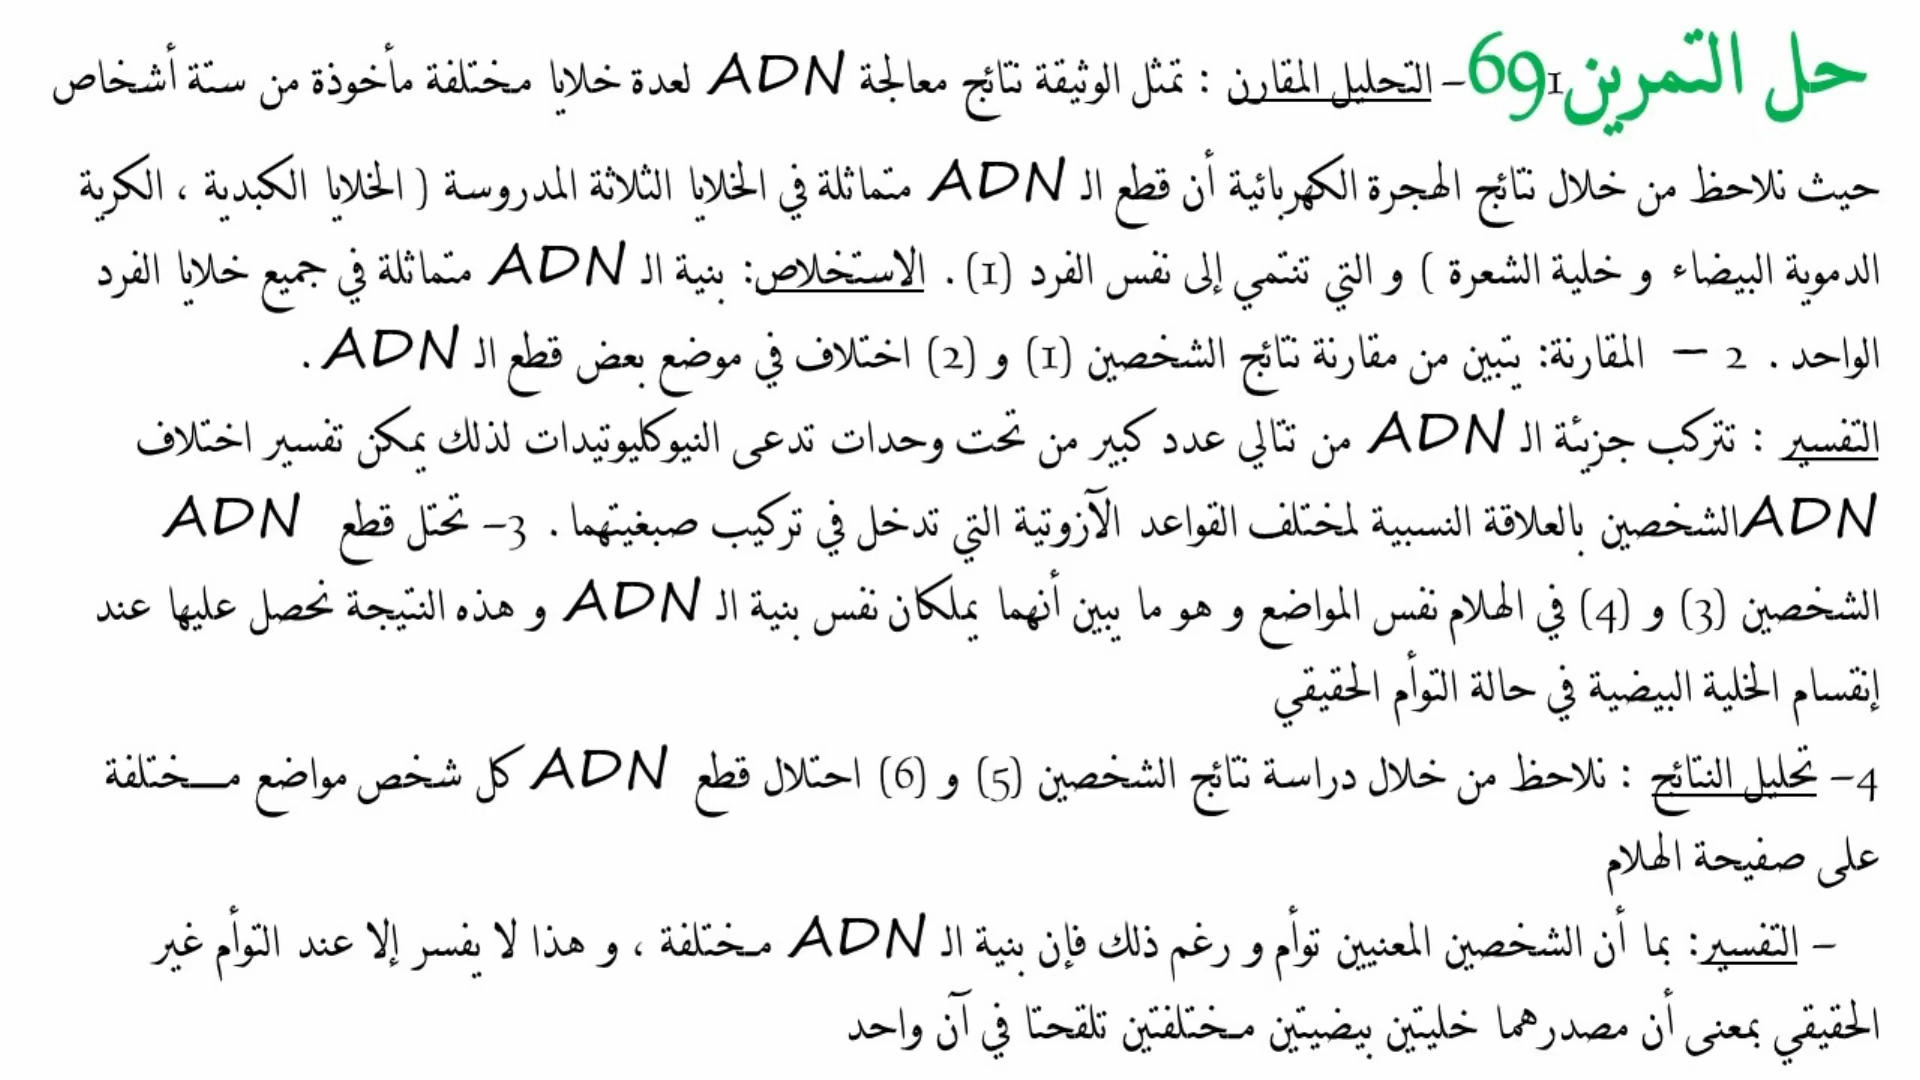 حل التمرين69 1– التحليل المقارن : تمثل الوثيقة نتائج معالجة ADN لعدة خلايا مختلفة مأخوذة من ستة أشخاص
حيث نلاحظ من خلال نتائج الهجرة الكهربائية أن قطع الـ ADN متماثلة في الخلايا الثلاثة المدروسة ( الخلايا الكبدية ، الكرية
الدموية البيضاء و خلية الشعرة ) و التي تنتمي إلى نفس الفرد (1) . الاستخلاص: بنية الـ ADN متماثلة في جميع خلايا الفرد
الواحد . 2 – المقارنة: يتبين من مقارنة نتائج الشخصين (1) و (2) اختلاف في موضع بعض قطع الـ ADN .
التفسير : تتركب جزيئة الـ ADN من تتالي عدد كبير من تحت وحدات تدعى النيوكليوتيدات لذلك يمكن تفسير اختلاف
ADNالشخصين بالعلاقة النسبية لمختلف القواعد الآزوتية التي تدخل في تركيب صبغيتهما . 3– تحتل قطع ADN
الشخصين (3) و (4) في الهلام نفس المواضع و هو ما يبين أنهما يملكان نفس بنية الـ ADN و هذه النتيجة نحصل عليها عند
إنقسام الخلية البيضية في حالة التوأم الحقيقي
4– تحليل النتائج : نلاحظ من خلال دراسة نتائج الشخصين (5) و (6) احتلال قطع ADN كل شخص مواضع مـــختلفة
على صفيحة الهلام
– التفسير: بما أن الشخصين المعنيين توأم و رغم ذلك فإن بنية الـ ADN مـختلفة ، و هذا لا يفسر إلا عند التوأم غير
الحقيقي بمعنى أن مصدرهما خليتين بيضيتين مـختلفتين تلقحتا في آن واحد